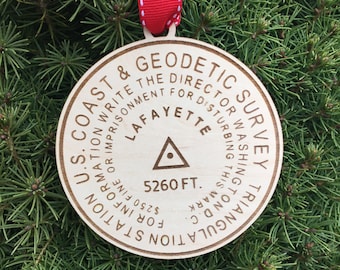 U.S. COAST & GEODETIC SURVEY TRIANGULATION STATION
FOR INFORMATION WRITE THE DIRECTOR, WASHINGTON D.C.
$250 FINE OR IMPRISONMENT FOR DISTURBING THIS MARK
LAFAYETTE
5260 FT.